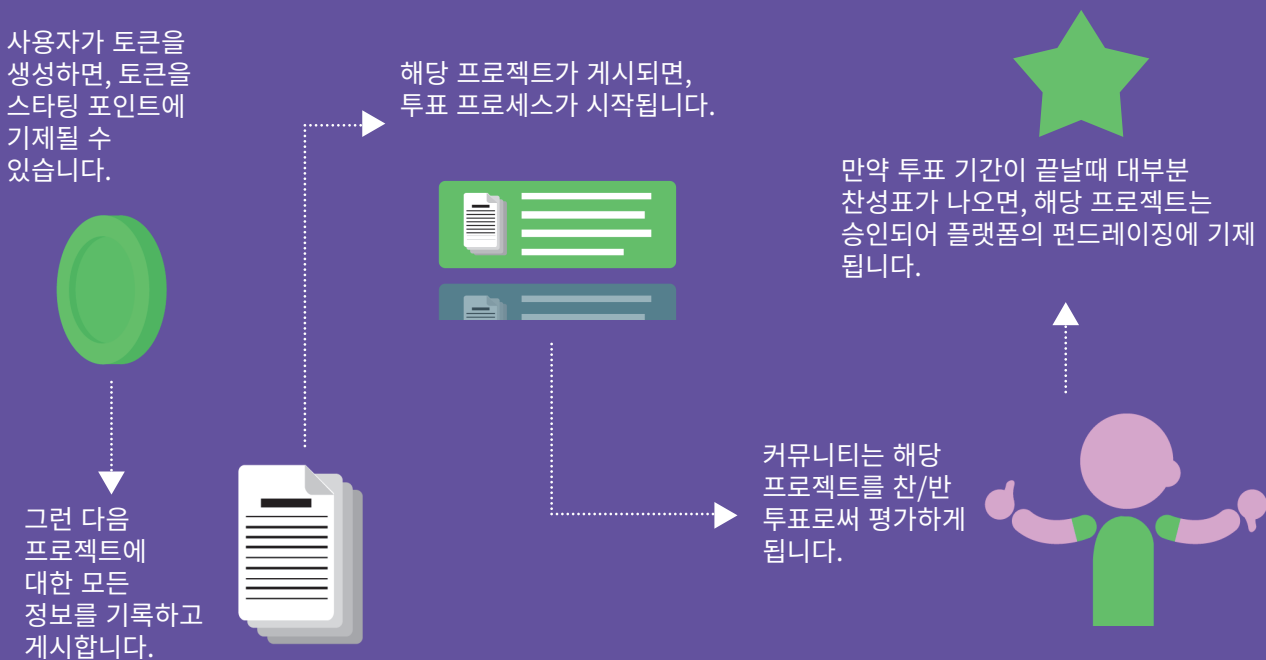 사용자가 토큰을
생성하면, 토큰을
스타팅 포인트에
기제될 수
있습니다.
그런 다음
프로젝트에
대한 모든
정보를 기록하고
게시합니다.
해당 프로젝트가 게시되면,
투표 프로세스가 시작됩니다.
커뮤니티는 해당
프로젝트를 찬/반
투표로써 평가하게
됩니다.
만약 투표 기간이 끝날때 대부분
찬성표가 나오면, 해당 프로젝트는
승인되어 플랫폼의 펀드레이징에 기제
됩니다.